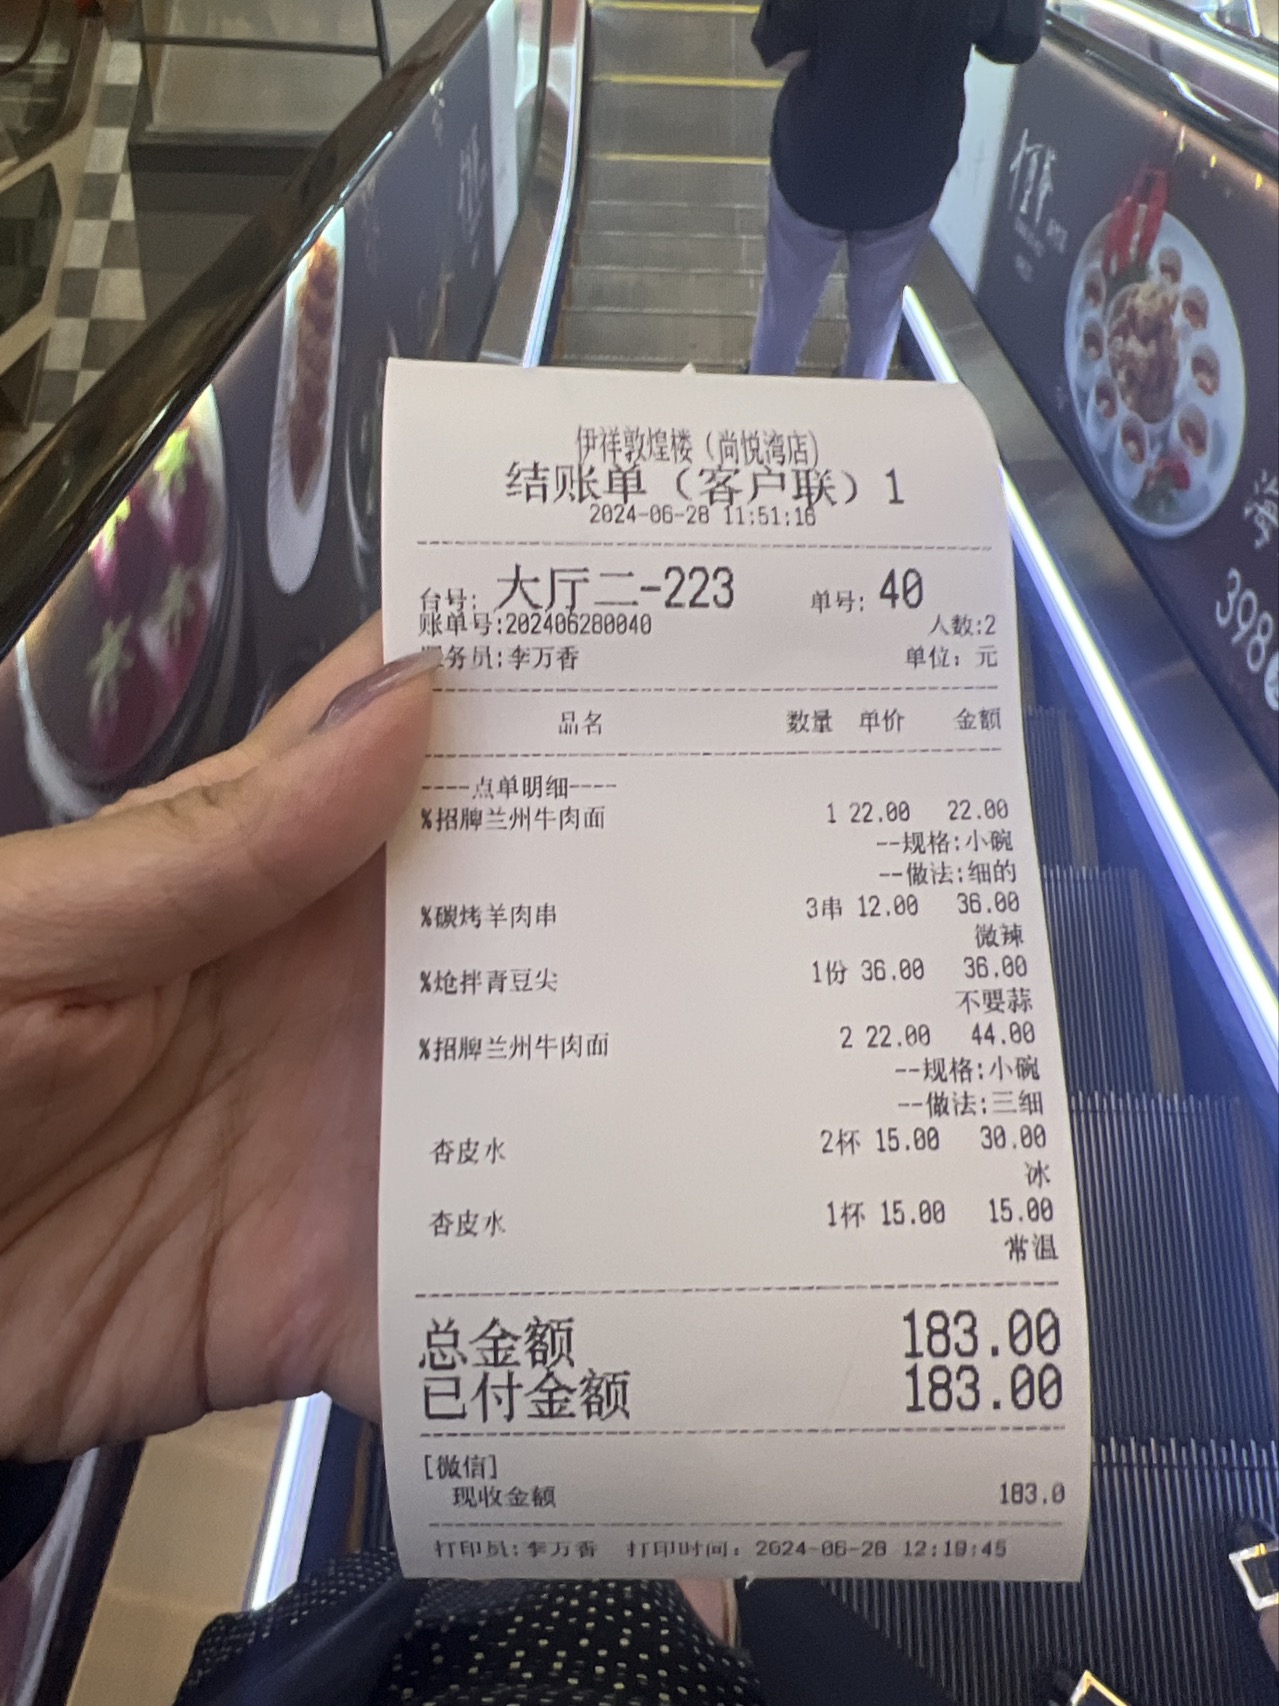 伊祥敦煌楼（尚悦湾店）
结账单（客户联）1
2024-06-28 11:51:16
台号: 大厅二-223 单号: 40
账单号:202406280040 人数:2
务员:李万香 单位: 元
品名 数量 单价 金额
----点单明细----
%招牌兰州牛肉面 1 22.00 22.00
--规格:小碗
--做法:细的
%碳烤羊肉串 3串 12.00 36.00
微辣
%炝拌青豆尖 1份 36.00 36.00
不要蒜
%招牌兰州牛肉面 2 22.00 44.00
--规格:小碗
--做法:三细
杏皮水 2杯 15.00 30.00
冰
杏皮水 1杯 15.00 15.00
常温
总金额 183.00
已付金额 183.00
[微信]
现收金额 183.0
打印员:李万香 打印时间: 2024-06-28 12:19:45
398